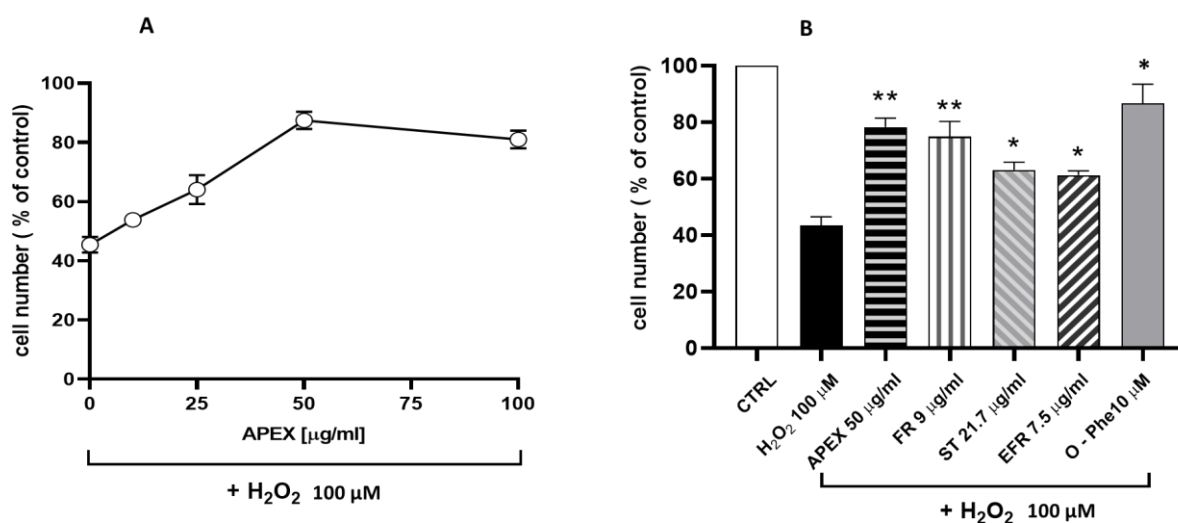 A
cell number ( % of control)
100
80
60
40
20
0
0 25 50 75 100
APEX [µg/ml]
+ H₂O₂ 100 µM
B
cell number ( % of control)
100
80
60
40
20
0
** ** * * *
CTRL
H₂O₂ 100 µM
APEX 50 µg/ml
FR 9 µg/ml
ST 21.7 µg/ml
EFR 7.5 µg/ml
O - Phe10 µM
+ H₂O₂ 100 µM